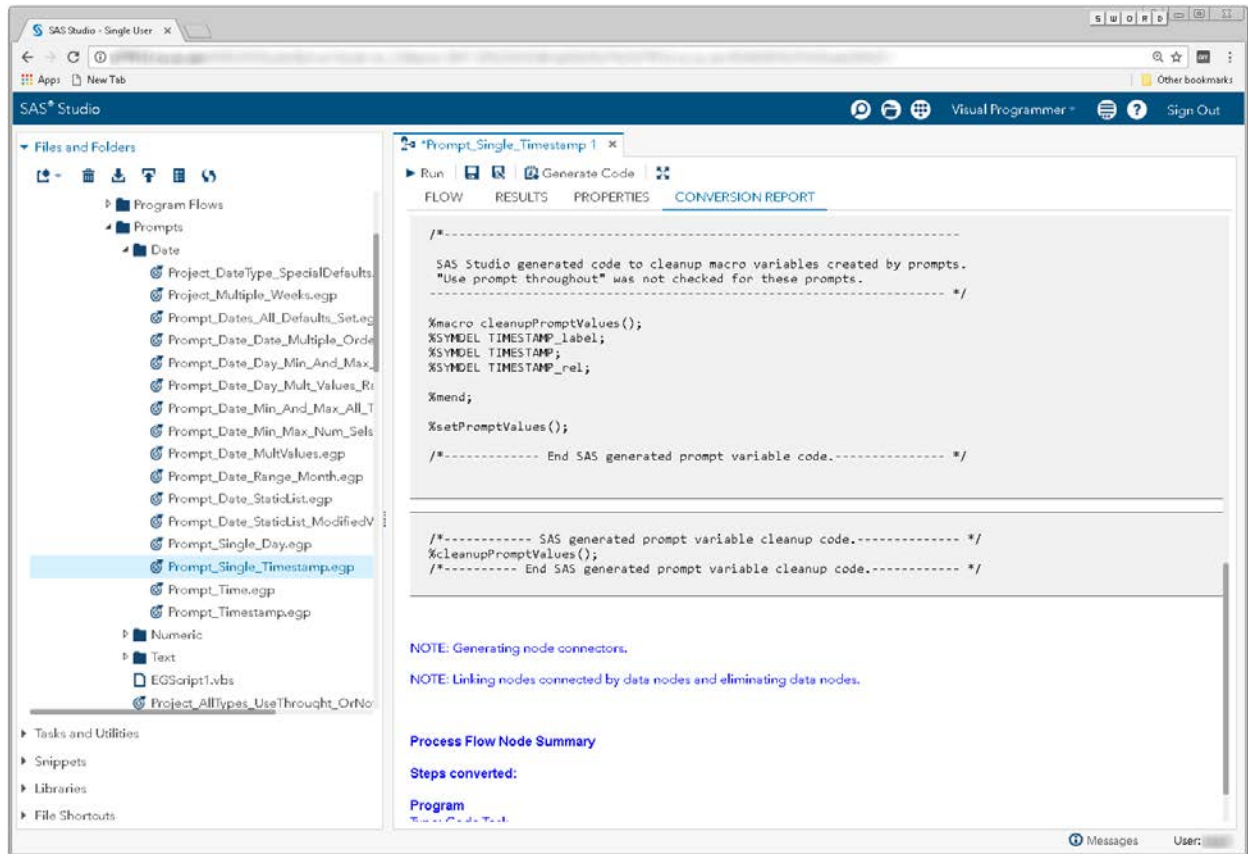 SAS Studio - Single User
S W O R D
Apps New Tab
Other bookmarks
SAS® Studio
Visual Programmer
Sign Out
Files and Folders
Program Flows
Prompts
Date
Project_DateType_SpecialDefaults.
Project_Multiple_Weeks.egp
Prompt_Dates_All_Defaults_Set.eg
Prompt_Date_Date_Multiple_Orde
Prompt_Date_Day_Min_And_Max_
Prompt_Date_Day_Mult_Values_Ra
Prompt_Date_Min_And_Max_All_T
Prompt_Date_Min_Max_Num_Sels
Prompt_Date_MultValues.egp
Prompt_Date_Range_Month.egp
Prompt_Date_StaticList.egp
Prompt_Date_StaticList_ModifiedV
Prompt_Single_Day.egp
Prompt_Single_Timestamp.egp
Prompt_Time.egp
Prompt_Timestamp.egp
Numeric
Text
EGScript1.vbs
Project_AllTypes_UseThrought_OrNo
Tasks and Utilities
Snippets
Libraries
File Shortcuts
*Prompt_Single_Timestamp 1
Run Generate Code
FLOW RESULTS PROPERTIES CONVERSION REPORT
/*------------------------------------------------------------------------
SAS Studio generated code to cleanup macro variables created by prompts.
"Use prompt throughout" was not checked for these prompts.
---------------------------------------------------------------------- */
%macro cleanupPromptValues();
%SYMDEL TIMESTAMP_label;
%SYMDEL TIMESTAMP;
%SYMDEL TIMESTAMP_rel;
%mend;
%setPromptValues();
/*------------- End SAS generated prompt variable code.--------------- */
/*------------ SAS generated prompt variable cleanup code.-------------- */
%cleanupPromptValues();
/*---------- End SAS generated prompt variable cleanup code.------------ */
NOTE: Generating node connectors.
NOTE: Linking nodes connected by data nodes and eliminating data nodes.
Process Flow Node Summary
Steps converted:
Program
Type: Code Task
Messages User: